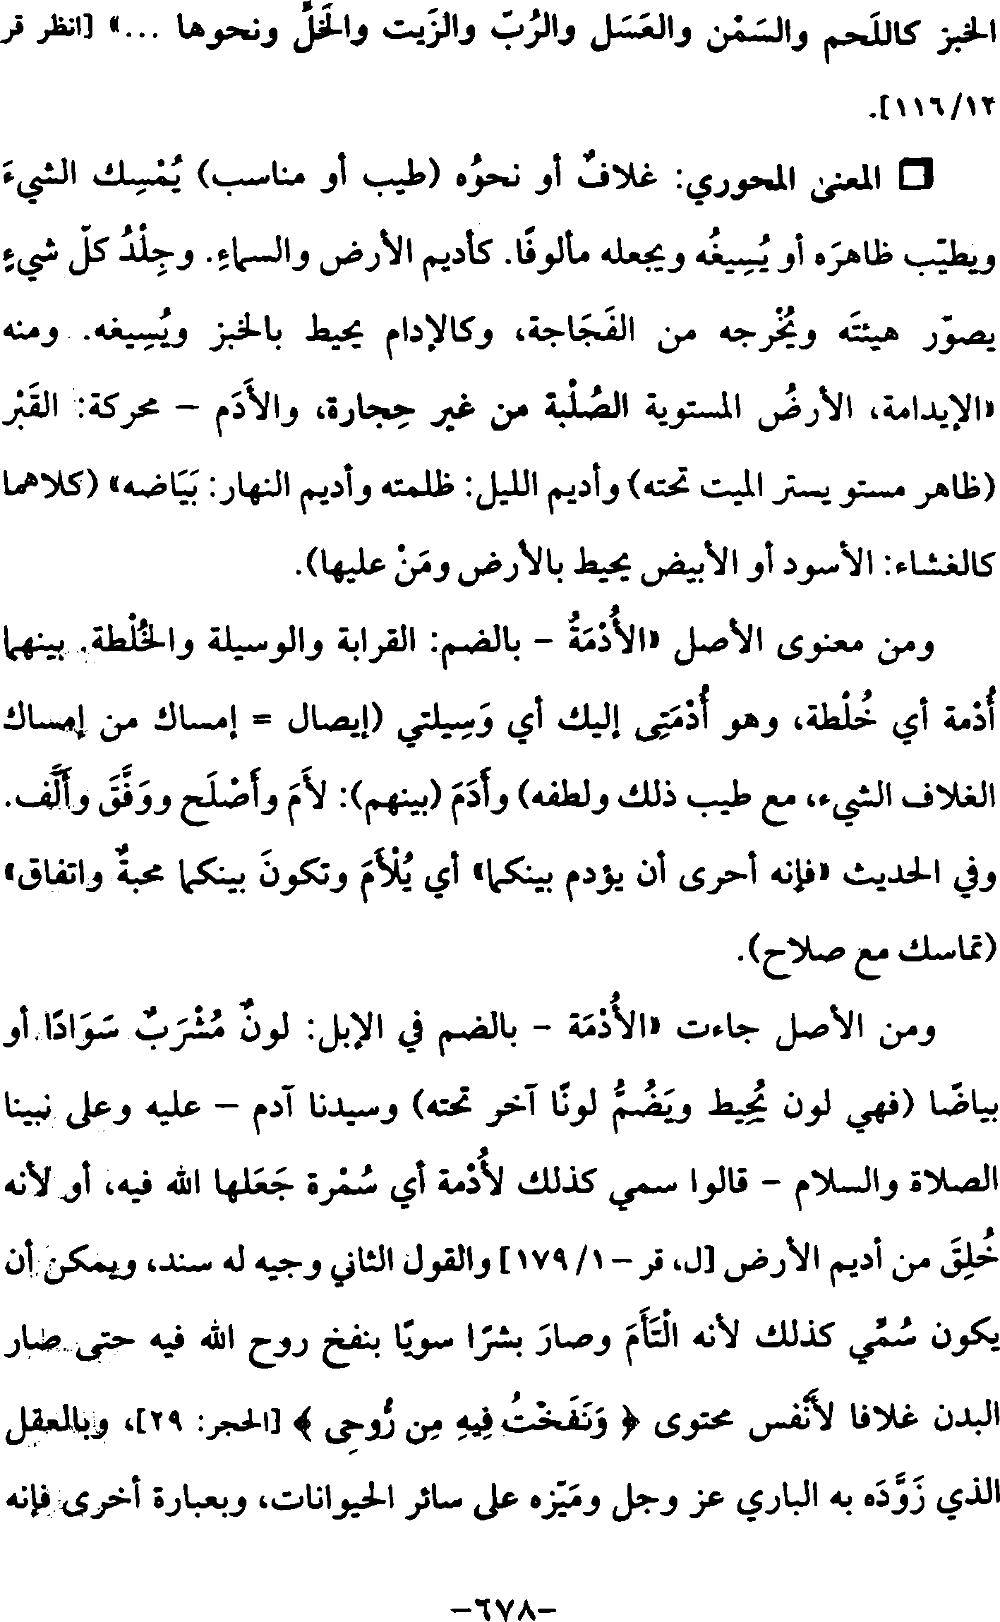 الخبز كاللَحم والسَمْن والعَسَل والرُبّ والزَيت والخَلّ ونحوها ...» [انظر قر
١٢/ ١١٦].
□ المعنى المحوري: غلافٌ أو نحوُه (طيب أو مناسب) يُمْسِك الشيءَ
ويطيّب ظاهرَه أو يُسِيغُه ويجعله مألوفًا. كأديم الأرض والسماءِ. وجِلْدُ كلّ شيءٍ
يصوّر هيئتَه ويُخْرجه من الفَجَاجة، وكالإدام يحيط بالخبز ويُسِيغه. ومنه
«الإيدامة، الأرضُ المستوية الصُلْبة من غير حِجارة، والأَدَم – محركة: القَبْر
(ظاهر مستو يستر الميت تحته) وأديم الليل: ظلمته وأديم النهار: بَيَاضه» (كلاهما
كالغشاء: الأسود أو الأبيض يحيط بالأرض ومَنْ عليها).
ومن معنوى الأصل «الأُدْمَةُ – بالضم: القرابة والوسيلة والخُلْطة. بينهما
أُدْمة أي خُلْطة، وهو أُدْمَتِى إليك أي وَسِيلتي (إيصال = إمساك من إمساك
الغلاف الشيء، مع طيب ذلك ولطفه) وأَدَمَ (بينهم): لأَمَ وأَصْلَح ووَفَّقَ وأَلَّف.
وفي الحديث «فإنه أحرى أن يؤدم بينكما» أي يُلْأَمَ وتكونَ بينكما محبةٌ واتفاق»
(تماسك مع صلاح).
ومن الأصل جاءت «الأُدْمَة – بالضم في الإبل: لونٌ مُشْرَبٌ سَوَادًا أو
بياضًا (فهي لون يُحِيط ويَضُمُّ لونًا آخر تحته) وسيدنا آدم – عليه وعلى نبينا
الصلاة والسلام – قالوا سمي كذلك لأُدْمة أي سُمْرة جَعَلها الله فيه، أو لأنه
خُلِقَ من أديم الأرض [ل، قر – ١/ ١٧٩] والقول الثاني وجيه له سند، ويمكن أن
يكون سُمِّي كذلك لأنه الْتَأَمَ وصارَ بشرًا سويًا بنفخ روح الله فيه حتى صار
البدن غلافا لأَنْفس محتوى ﴿ وَنَفَخْتُ فِيهِ مِن رُّوحِى ﴾ [الحجر: ٢٩]، وبالعقل
الذي زَوَّدَه به الباري عز وجل ومَيّزه على سائر الحيوانات، وبعبارة أخرى فإنه
–٦٧٨–